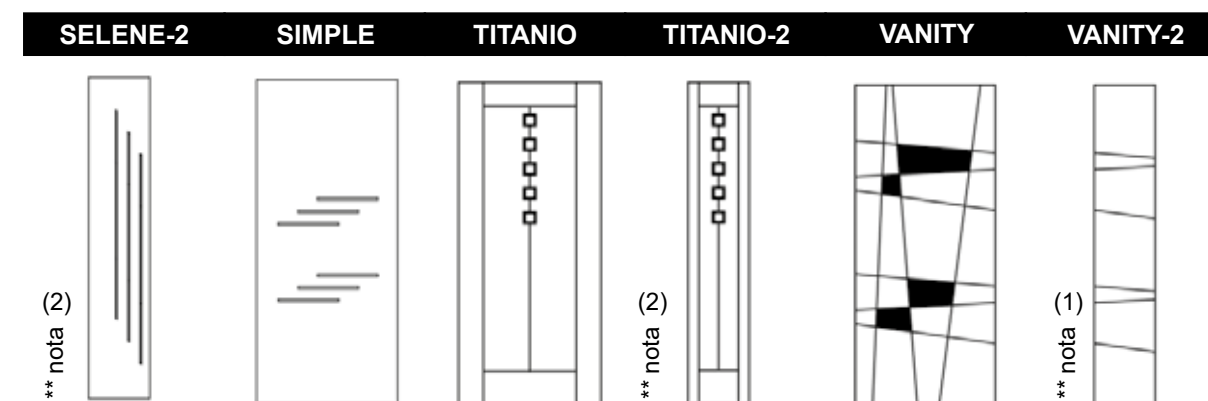 SELENE-2
SIMPLE
TITANIO
TITANIO-2
VANITY
VANITY-2
** nota (2)
** nota (2)
** nota (1)